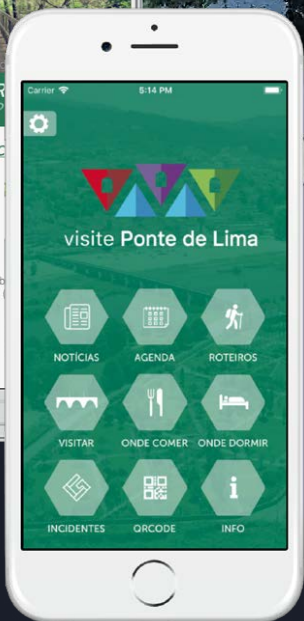 Carrier 5:14 PM
visite Ponte de Lima
NOTÍCIAS AGENDA ROTEIROS
VISITAR ONDE COMER ONDE DORMIR
INCIDENTES QRCODE INFO